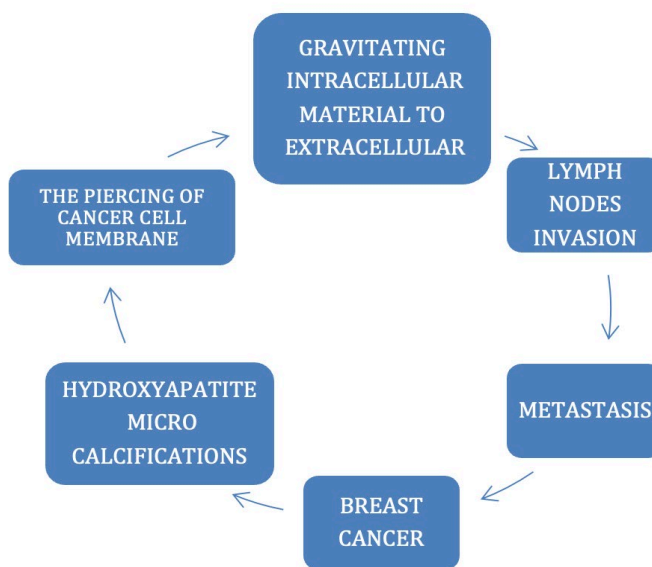 GRAVITATING
INTRACELLULAR
MATERIAL TO
EXTRACELLULAR
LYMPH
NODES
INVASION
METASTASIS
BREAST
CANCER
HYDROXYAPATITE
MICRO
CALCIFICATIONS
THE PIERCING OF
CANCER CELL
MEMBRANE